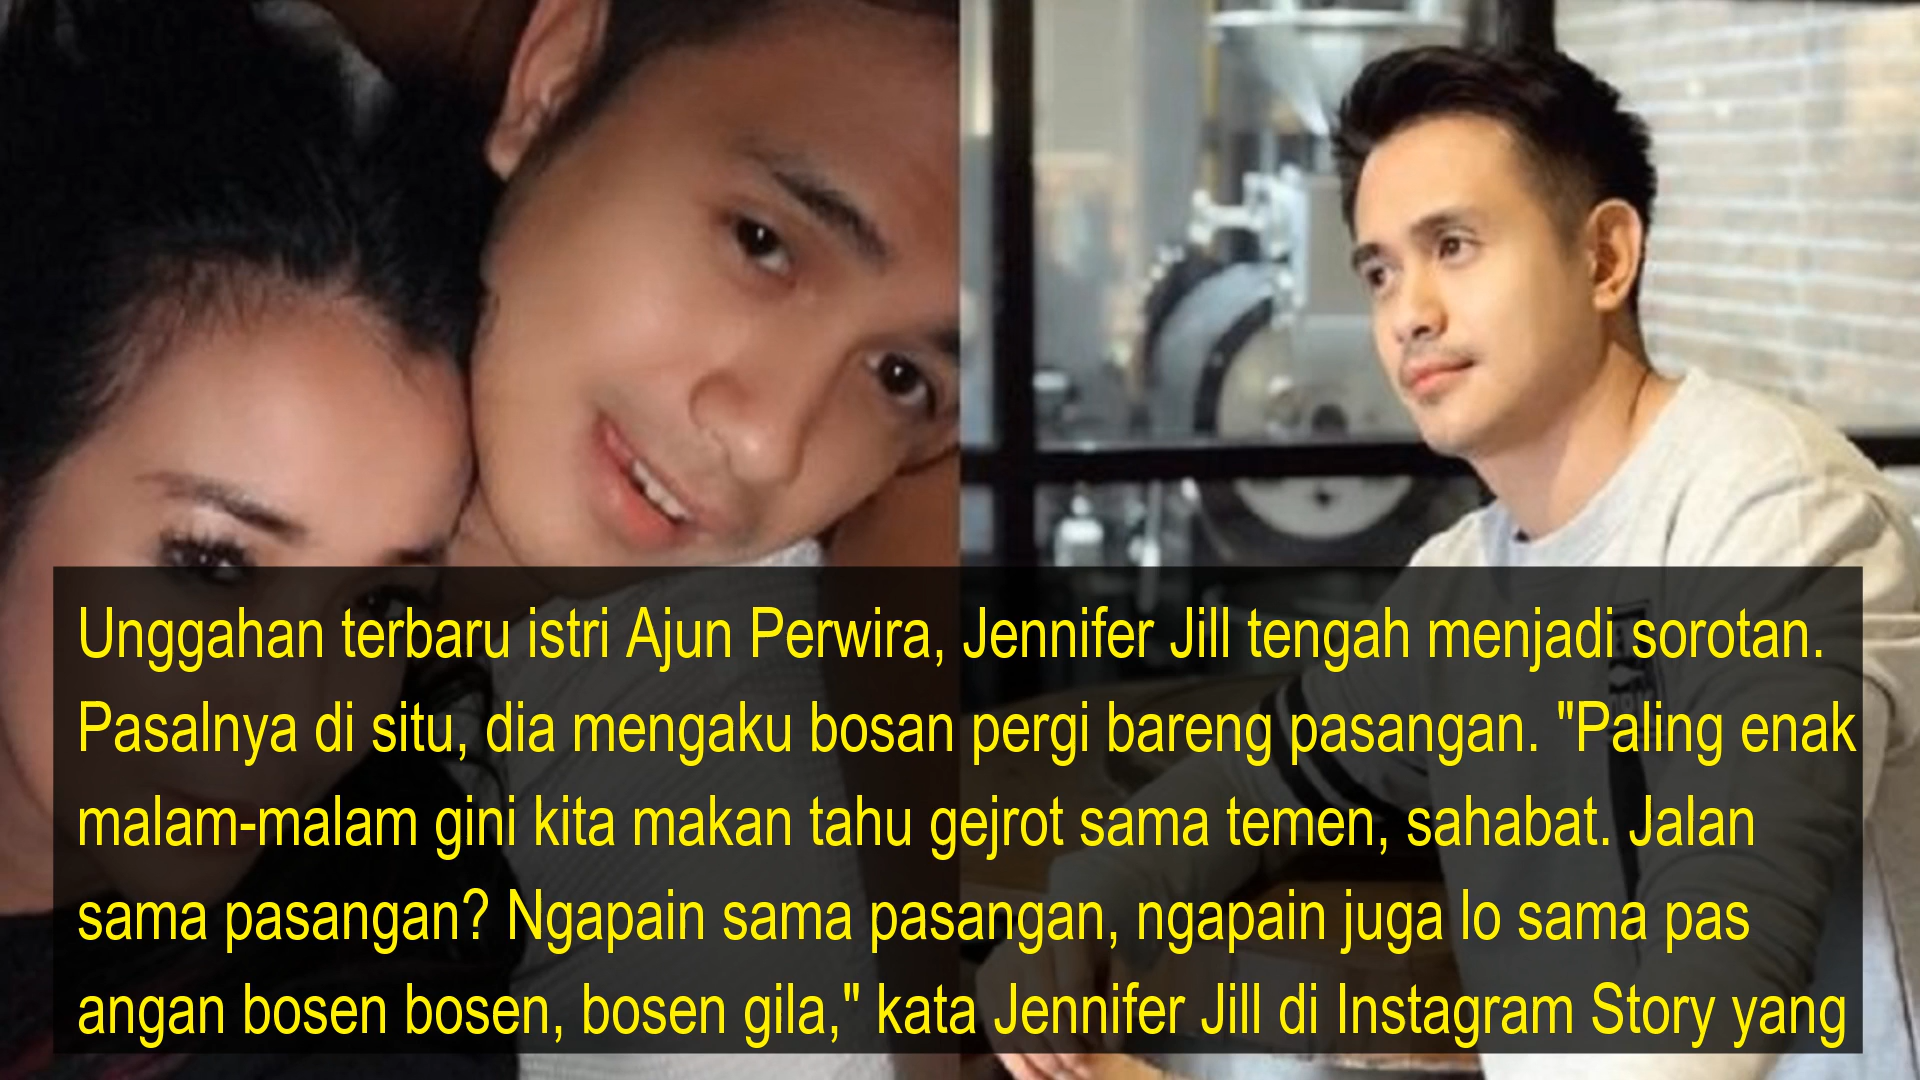 Unggahan terbaru istri Ajun Perwira, Jennifer Jill tengah menjadi sorotan.
Pasalnya di situ, dia mengaku bosan pergi bareng pasangan. "Paling enak
malam-malam gini kita makan tahu gejrot sama temen, sahabat. Jalan
sama pasangan? Ngapain sama pasangan, ngapain juga lo sama pas
angan bosen bosen, bosen gila," kata Jennifer Jill di Instagram Story yang